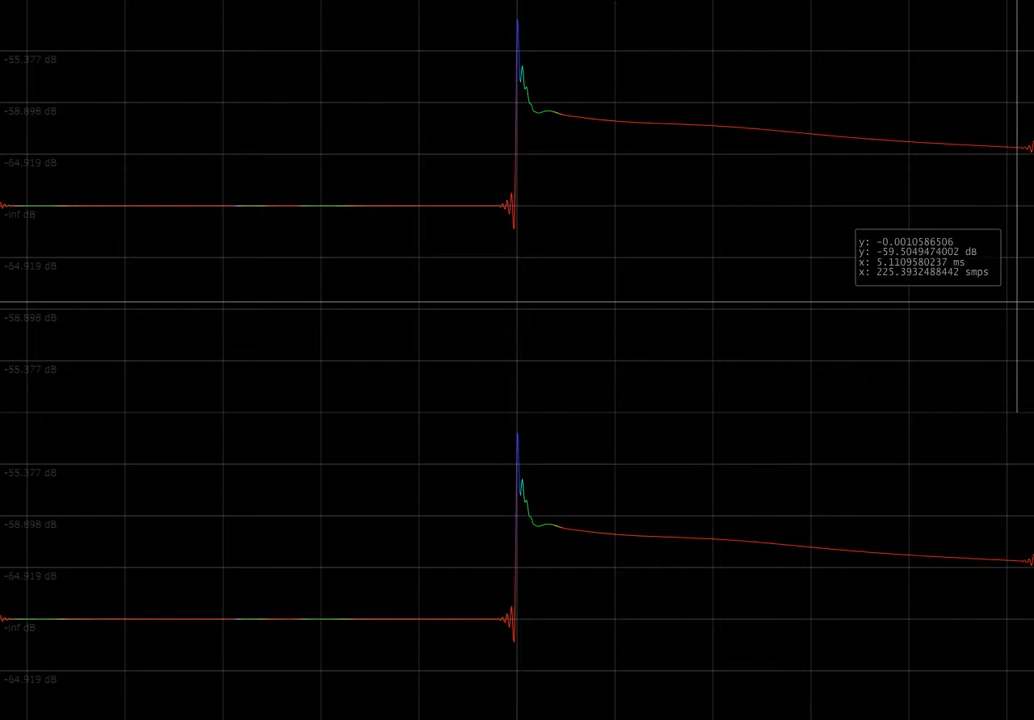 -55.377 dB
-58.898 dB
-64.919 dB
-inf dB
-64.919 dB
-58.898 dB
-55.377 dB
y: -0.0010586506
y: -59.5049474002 dB
x: 5.1109580237 ms
x: 225.3932488442 smps
-55.377 dB
-58.898 dB
-64.919 dB
-inf dB
-64.919 dB